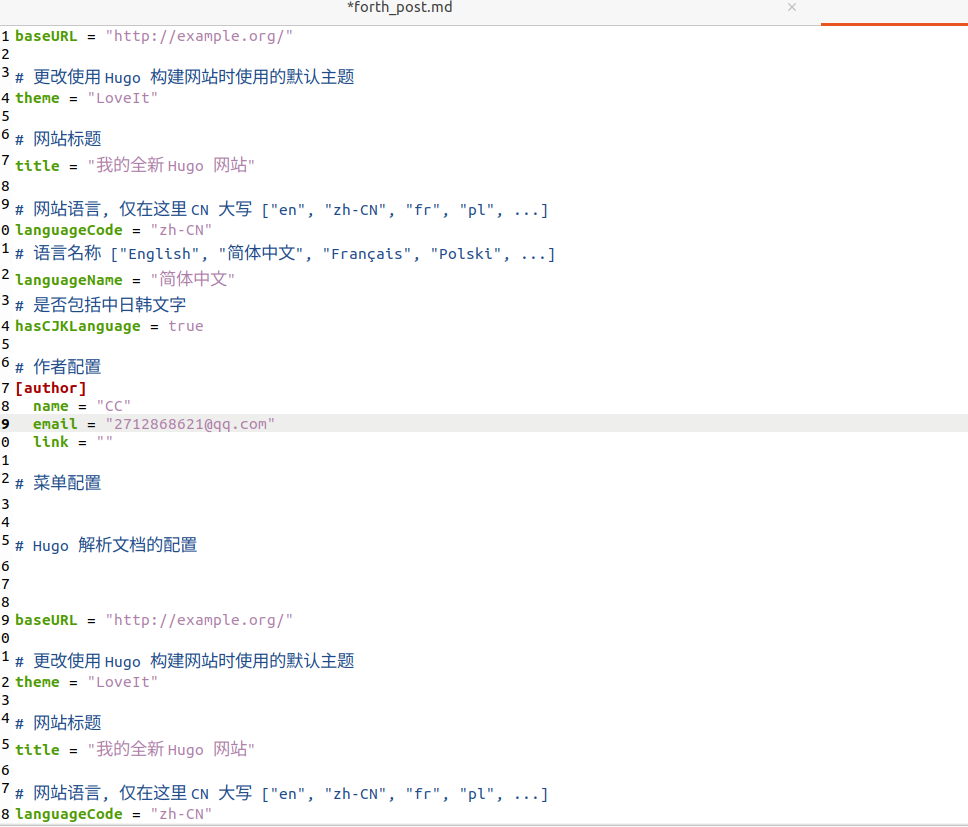 *forth_post.md ×
1 baseURL = "http://example.org/"
2
3 # 更改使用 Hugo 构建网站时使用的默认主题
4 theme = "LoveIt"
5
6 # 网站标题
7 title = "我的全新 Hugo 网站"
8
9 # 网站语言, 仅在这里 CN 大写 ["en", "zh-CN", "fr", "pl", ...]
0 languageCode = "zh-CN"
1 # 语言名称 ["English", "简体中文", "Français", "Polski", ...]
2 languageName = "简体中文"
3 # 是否包括中日韩文字
4 hasCJKLanguage = true
5
6 # 作者配置
7 [author]
8 name = "CC"
9 email = "2712868621@qq.com"
0 link = ""
1
2 # 菜单配置
3
4
5 # Hugo 解析文档的配置
6
7
8
9 baseURL = "http://example.org/"
0
1 # 更改使用 Hugo 构建网站时使用的默认主题
2 theme = "LoveIt"
3
4 # 网站标题
5 title = "我的全新 Hugo 网站"
6
7 # 网站语言, 仅在这里 CN 大写 ["en", "zh-CN", "fr", "pl", ...]
8 languageCode = "zh-CN"